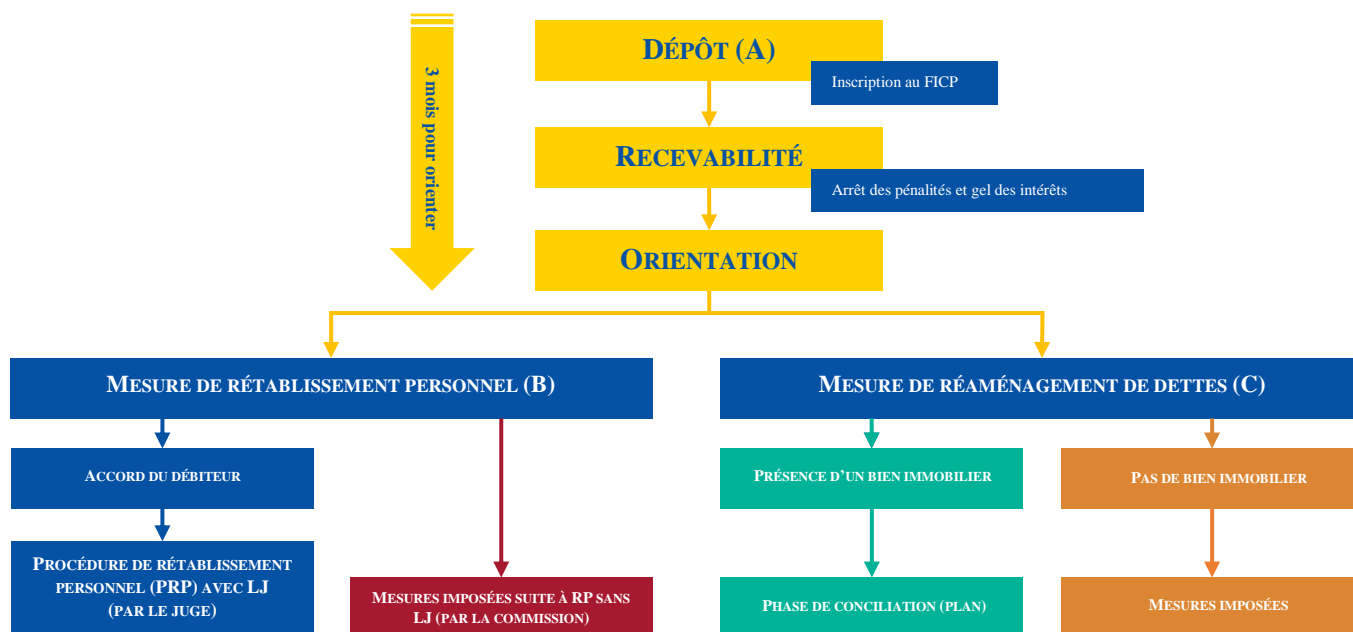 DÉPÔT (A)
Inscription au FICP
3 mois pour orienter
RECEVABILITÉ
Arrêt des pénalités et gel des intérêts
ORIENTATION
MESURE DE RÉTABLISSEMENT PERSONNEL (B)
MESURE DE RÉAMÉNAGEMENT DE DETTES (C)
ACCORD DU DÉBITEUR
PRÉSENCE D’UN BIEN IMMOBILIER
PAS DE BIEN IMMOBILIER
PROCÉDURE DE RÉTABLISSEMENT
PERSONNEL (PRP) AVEC LJ
(PAR LE JUGE)
MESURES IMPOSÉES SUITE À RP SANS
LJ (PAR LA COMMISSION)
PHASE DE CONCILIATION (PLAN)
MESURES IMPOSÉES